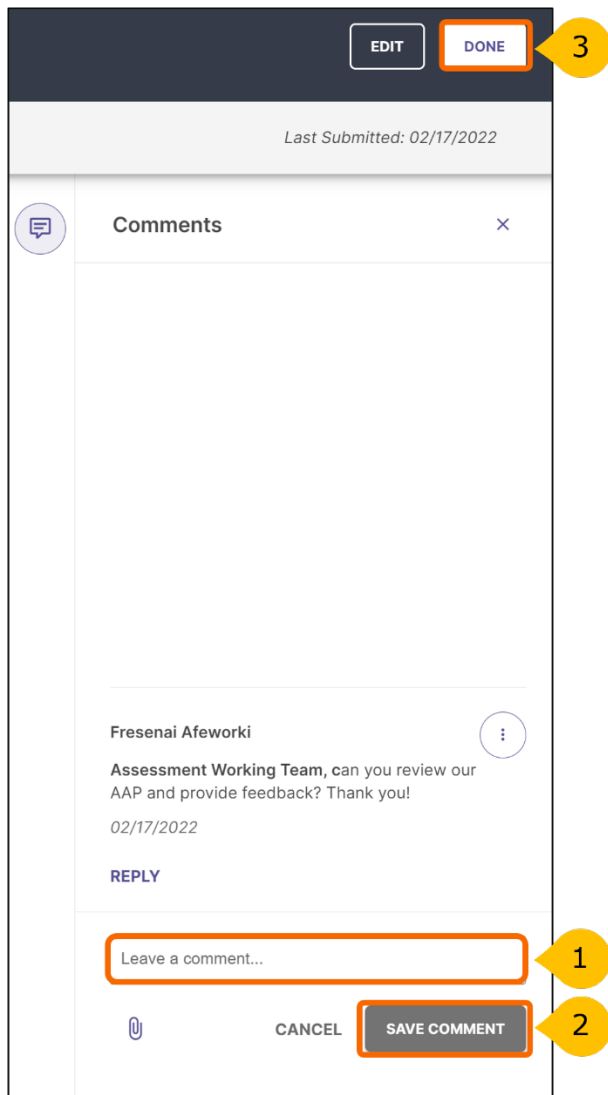 EDIT
DONE
3
Last Submitted: 02/17/2022
Comments
Fresenai Afeworki
Assessment Working Team, can you review our
AAP and provide feedback? Thank you!
02/17/2022
REPLY
Leave a comment...
1
CANCEL
SAVE COMMENT
2